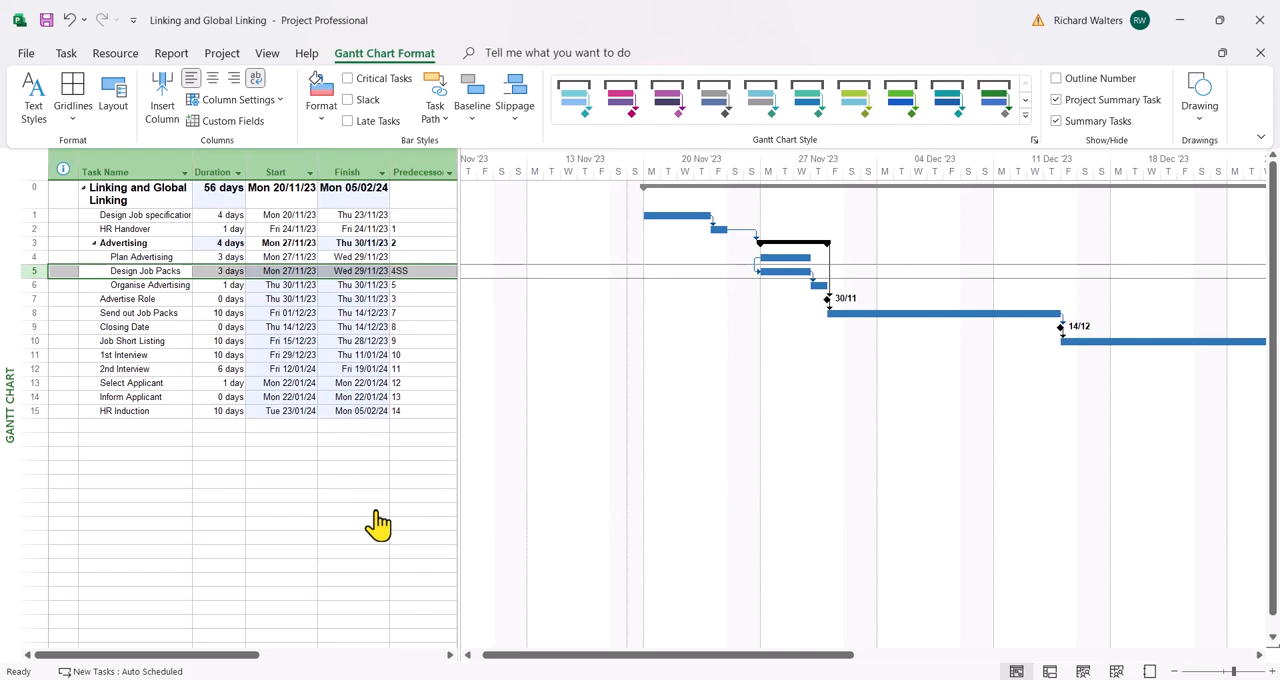 Linking and Global Linking - Project Professional
Richard Walters RW
File Task Resource Report Project View Help Gantt Chart Format Tell me what you want to do
Text Styles
Gridlines
Layout
Format
Insert Column
Column Settings
Custom Fields
Columns
Format
Critical Tasks
Slack
Late Tasks
Task Path
Baseline
Slippage
Bar Styles
Gantt Chart Style
Outline Number
Project Summary Task
Summary Tasks
Show/Hide
Drawing
Drawings
Task Name Duration Start Finish Predecessor
0 Linking and Global Linking 56 days Mon 20/11/23 Mon 05/02/24
1 Design Job specification 4 days Mon 20/11/23 Thu 23/11/23
2 HR Handover 1 day Fri 24/11/23 Fri 24/11/23 1
3 Advertising 4 days Mon 27/11/23 Thu 30/11/23 2
4 Plan Advertising 3 days Mon 27/11/23 Wed 29/11/23
5 Design Job Packs 3 days Mon 27/11/23 Wed 29/11/23 4SS
6 Organise Advertising 1 day Thu 30/11/23 Thu 30/11/23 5
7 Advertise Role 0 days Thu 30/11/23 Thu 30/11/23 3
8 Send out Job Packs 10 days Fri 01/12/23 Thu 14/12/23 7
9 Closing Date 0 days Thu 14/12/23 Thu 14/12/23 8
10 Job Short Listing 10 days Fri 15/12/23 Thu 28/12/23 9
11 1st Interview 10 days Fri 29/12/23 Thu 11/01/24 10
12 2nd Interview 6 days Fri 12/01/24 Fri 19/01/24 11
13 Select Applicant 1 day Mon 22/01/24 Mon 22/01/24 12
14 Inform Applicant 0 days Mon 22/01/24 Mon 22/01/24 13
15 HR Induction 10 days Tue 23/01/24 Mon 05/02/24 14
GANTT CHART
Nov '23 13 Nov '23 20 Nov '23 27 Nov '23 04 Dec '23 11 Dec '23 18 Dec '23
T F S S M T W T F S S M T W T F S S M T W T F S S M T W T F S S M T W T F S S M T W T F S S M T
30/11
14/12
Ready New Tasks : Auto Scheduled